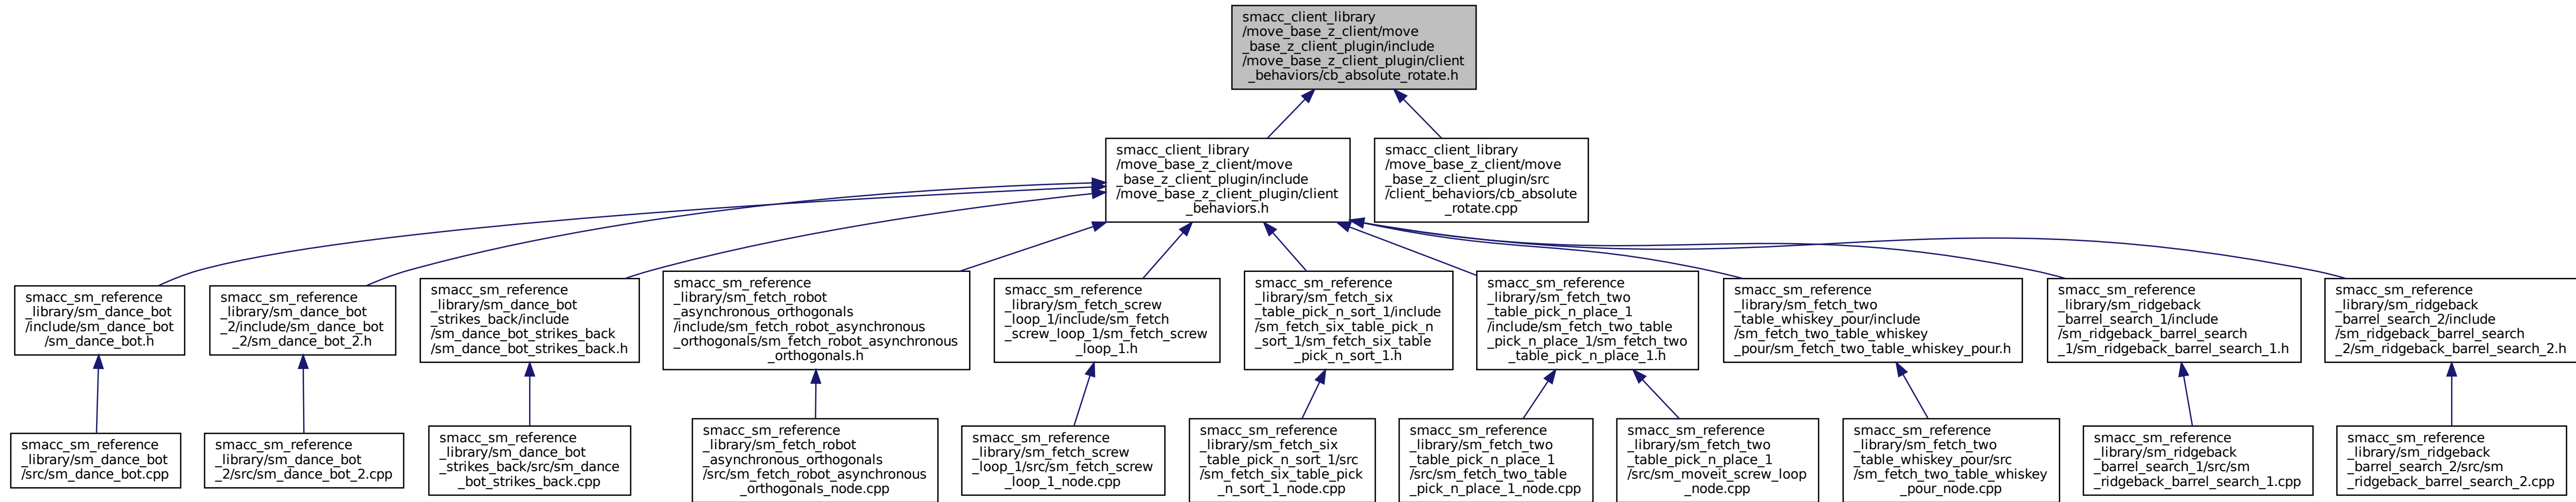 smacc_client_library
/move_base_z_client/move
_base_z_client_plugin/include
/move_base_z_client_plugin/client
_behaviors/cb_absolute_rotate.h
smacc_client_library
/move_base_z_client/move
_base_z_client_plugin/include
/move_base_z_client_plugin/client
_behaviors.h
smacc_client_library
/move_base_z_client/move
_base_z_client_plugin/src
/client_behaviors/cb_absolute
_rotate.cpp
smacc_sm_reference
_library/sm_dance_bot
/include/sm_dance_bot
/sm_dance_bot.h
smacc_sm_reference
_library/sm_dance_bot
_2/include/sm_dance_bot
_2/sm_dance_bot_2.h
smacc_sm_reference
_library/sm_dance_bot
_strikes_back/include
/sm_dance_bot_strikes_back
/sm_dance_bot_strikes_back.h
smacc_sm_reference
_library/sm_fetch_robot
_asynchronous_orthogonals
/include/sm_fetch_robot_asynchronous
_orthogonals/sm_fetch_robot_asynchronous
_orthogonals.h
smacc_sm_reference
_library/sm_fetch_screw
_loop_1/include/sm_fetch
_screw_loop_1/sm_fetch_screw
_loop_1.h
smacc_sm_reference
_library/sm_fetch_six
_table_pick_n_sort_1/include
/sm_fetch_six_table_pick_n
_sort_1/sm_fetch_six_table
_pick_n_sort_1.h
smacc_sm_reference
_library/sm_fetch_two
_table_pick_n_place_1
/include/sm_fetch_two_table
_pick_n_place_1/sm_fetch_two
_table_pick_n_place_1.h
smacc_sm_reference
_library/sm_fetch_two
_table_whiskey_pour/include
/sm_fetch_two_table_whiskey
_pour/sm_fetch_two_table_whiskey_pour.h
smacc_sm_reference
_library/sm_ridgeback
_barrel_search_1/include
/sm_ridgeback_barrel_search
_1/sm_ridgeback_barrel_search_1.h
smacc_sm_reference
_library/sm_ridgeback
_barrel_search_2/include
/sm_ridgeback_barrel_search
_2/sm_ridgeback_barrel_search_2.h
smacc_sm_reference
_library/sm_dance_bot
/src/sm_dance_bot.cpp
smacc_sm_reference
_library/sm_dance_bot
_2/src/sm_dance_bot_2.cpp
smacc_sm_reference
_library/sm_dance_bot
_strikes_back/src/sm_dance
_bot_strikes_back.cpp
smacc_sm_reference
_library/sm_fetch_robot
_asynchronous_orthogonals
/src/sm_fetch_robot_asynchronous
_orthogonals_node.cpp
smacc_sm_reference
_library/sm_fetch_screw
_loop_1/src/sm_fetch_screw
_loop_1_node.cpp
smacc_sm_reference
_library/sm_fetch_six
_table_pick_n_sort_1/src
/sm_fetch_six_table_pick
_n_sort_1_node.cpp
smacc_sm_reference
_library/sm_fetch_two
_table_pick_n_place_1
/src/sm_fetch_two_table
_pick_n_place_1_node.cpp
smacc_sm_reference
_library/sm_fetch_two
_table_pick_n_place_1
/src/sm_moveit_screw_loop
_node.cpp
smacc_sm_reference
_library/sm_fetch_two
_table_whiskey_pour/src
/sm_fetch_two_table_whiskey
_pour_node.cpp
smacc_sm_reference
_library/sm_ridgeback
_barrel_search_1/src/sm
_ridgeback_barrel_search_1.cpp
smacc_sm_reference
_library/sm_ridgeback
_barrel_search_2/src/sm
_ridgeback_barrel_search_2.cpp